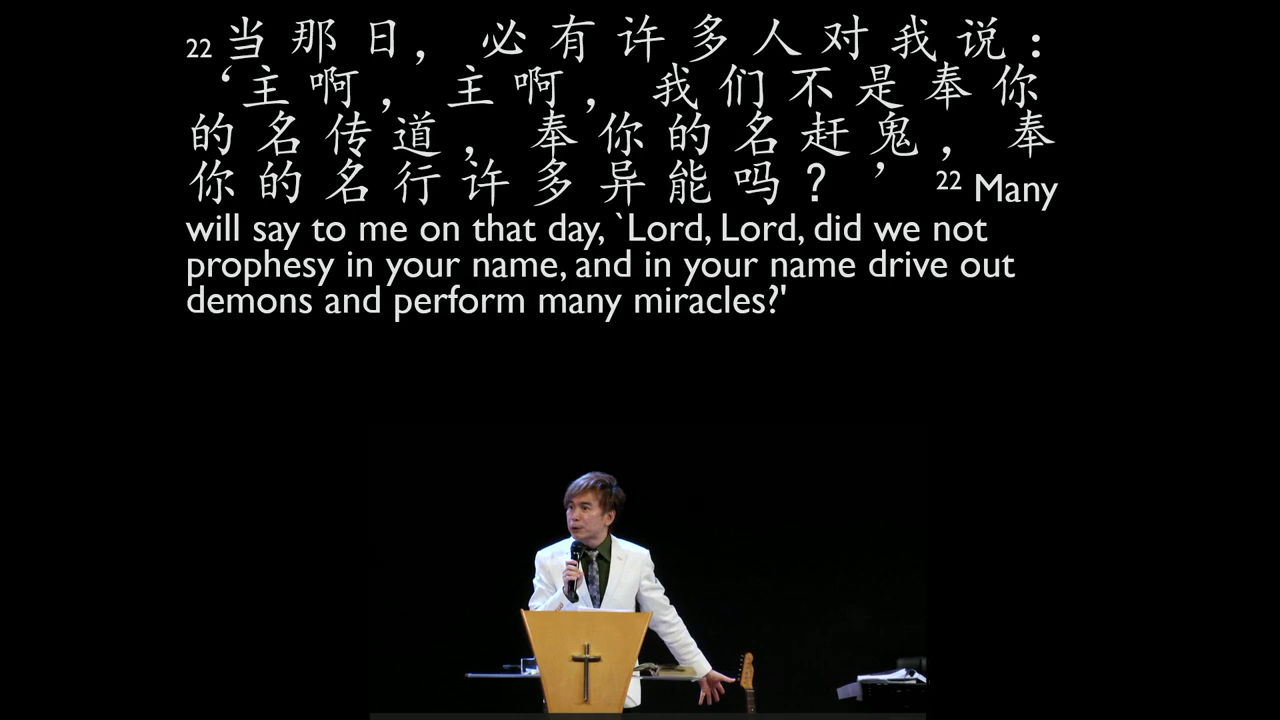 22 当那日，必有许多人对我说：
‘主啊，主啊，我们不是奉你
的名传道，奉你的名赶鬼，奉
你的名行许多异能吗？’ 22 Many
will say to me on that day, `Lord, Lord, did we not
prophesy in your name, and in your name drive out
demons and perform many miracles?'